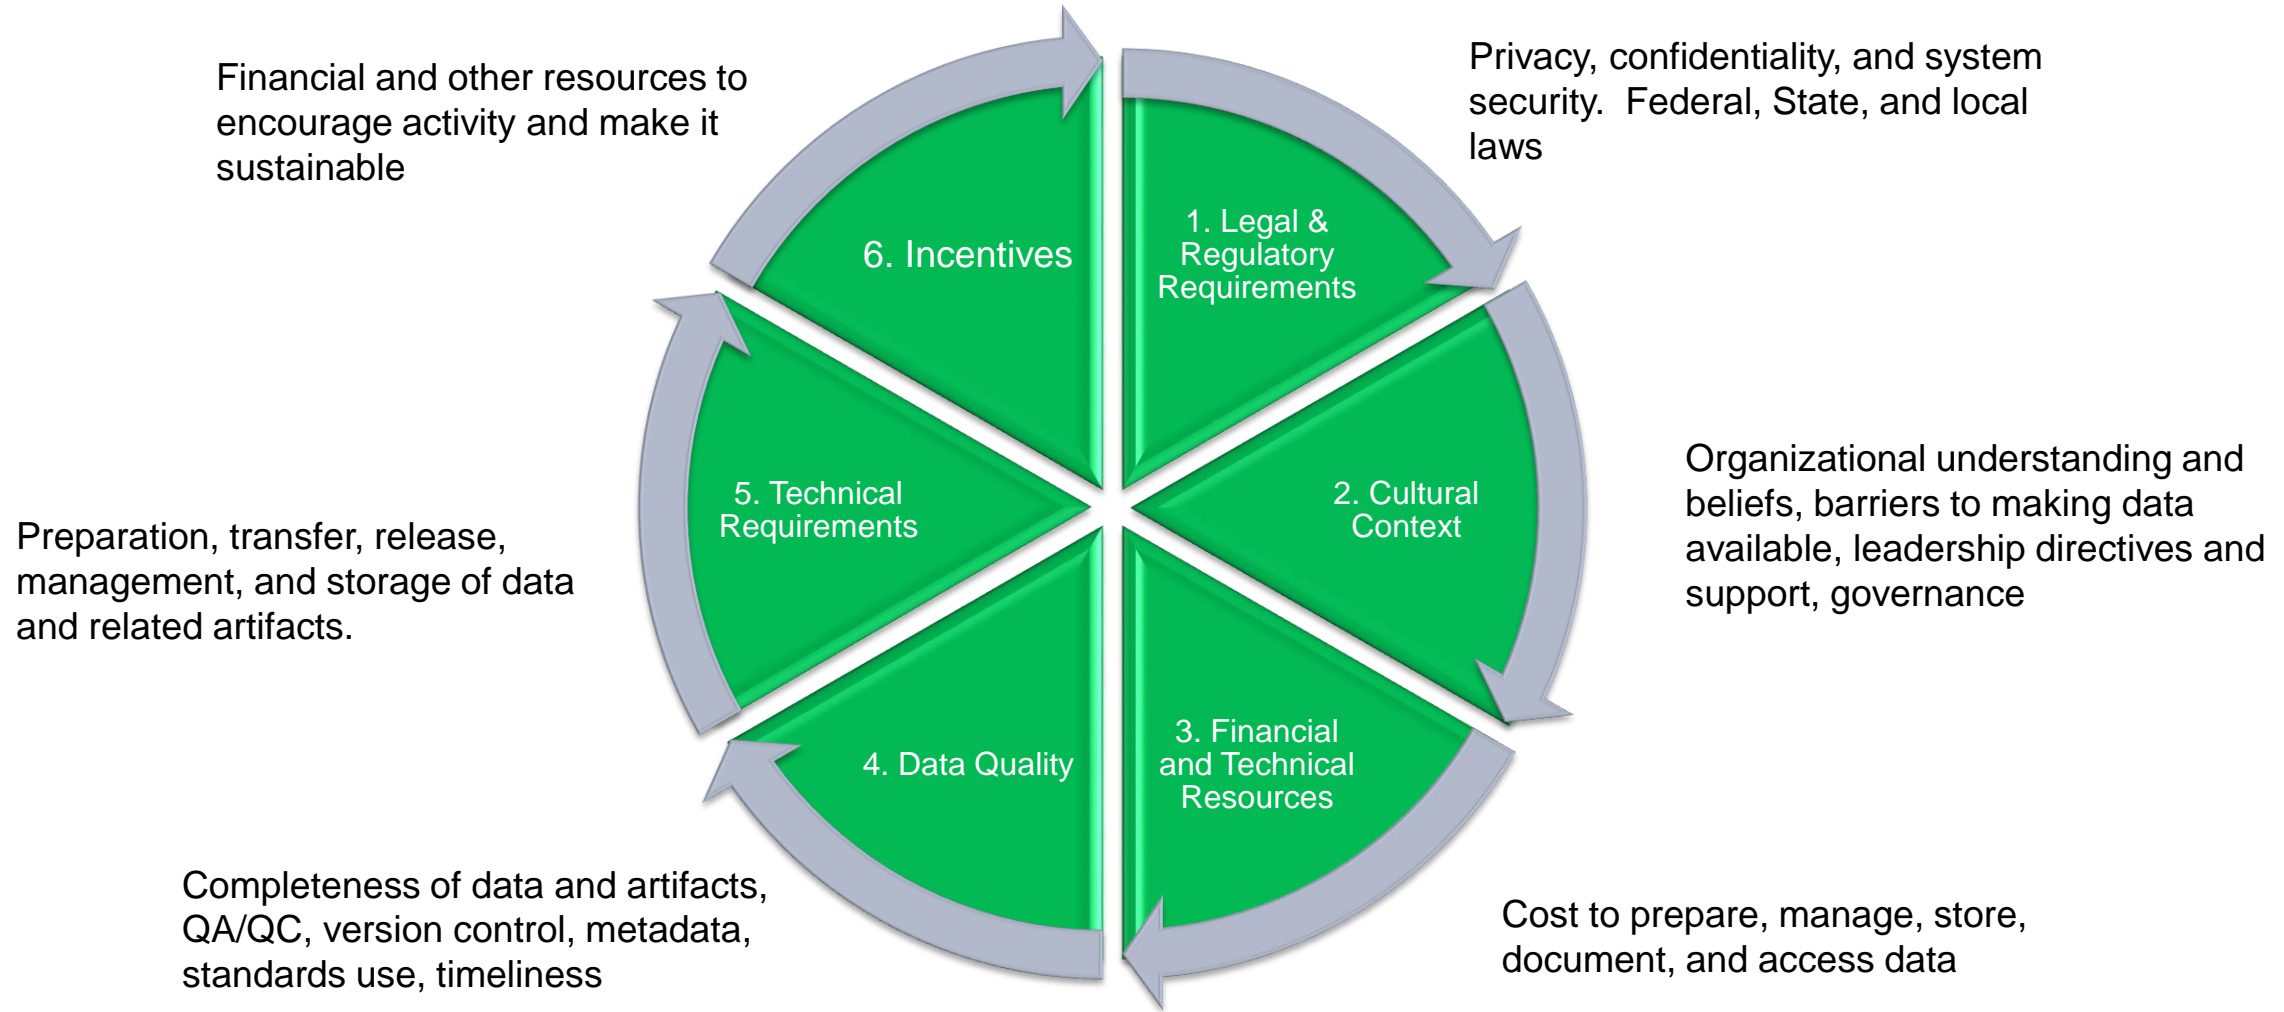 Financial and other resources to
encourage activity and make it
sustainable
Privacy, confidentiality, and system
security.  Federal, State, and local
laws
6. Incentives
1. Legal &
Regulatory
Requirements
5. Technical
Requirements
2. Cultural
Context
Organizational understanding and
beliefs, barriers to making data
available, leadership directives and
support, governance
Preparation, transfer, release,
management, and storage of data
and related artifacts.
4. Data Quality
3. Financial
and Technical
Resources
Completeness of data and artifacts,
QA/QC, version control, metadata,
standards use, timeliness
Cost to prepare, manage, store,
document, and access data